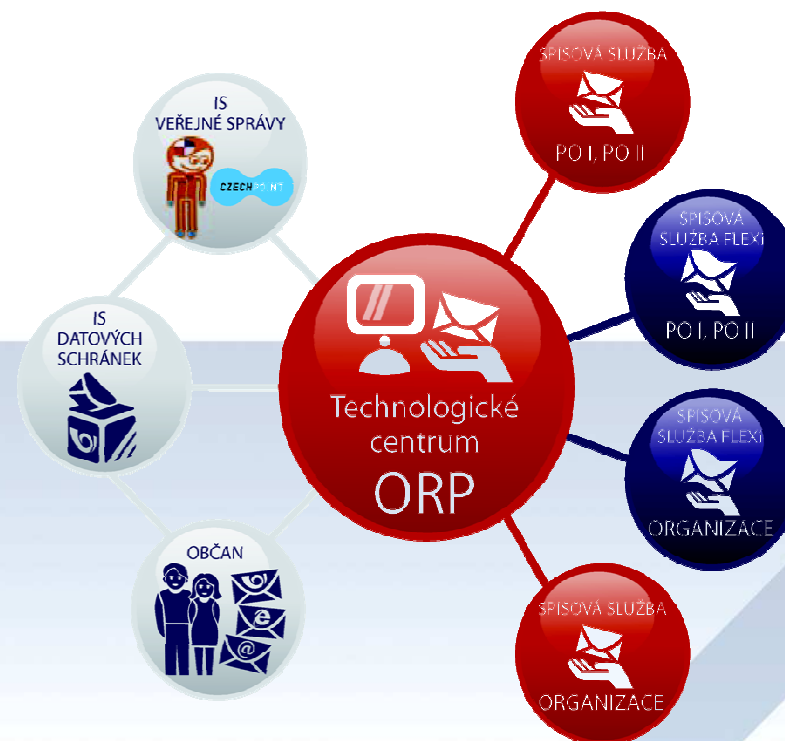 IS
VEŘEJNÉ SPRÁVY
CZECHPOINT
IS
DATOVÝCH
SCHRÁNEK
OBČAN
e
@
Technologické
centrum
ORP
SPISOVÁ SLUŽBA
PO I, PO II
SPISOVÁ
SLUŽBA FLEXi
PO I, PO II
SPISOVÁ
SLUŽBA FLEXi
ORGANIZACE
SPISOVÁ SLUŽBA
ORGANIZACE